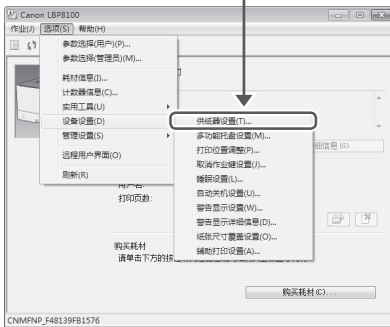 Canon LBP8100
作业(J) 选项(S) 帮助(H)
参数选择(用户)(P)...
参数选择(管理员)(M)...
耗材信息(I)...
计数器信息(C)...
实用工具(U)
设备设置(D)
管理设置(S)
远程用户界面(O)
刷新(R)
供纸器设置(T)...
多功能托盘设置(M)...
打印位置调整(P)...
取消作业键设置(J)...
睡眠设置(L)...
自动关机设置(U)...
警告显示设置(W)...
警告显示详细信息(D)...
纸张尺寸覆盖设置(O)...
辅助打印设置(A)...
细信息(G)...
用户名:
打印页数:
购买耗材
请单击下方的按
购买耗材(C)...
CNMFNP_F48139FB1576